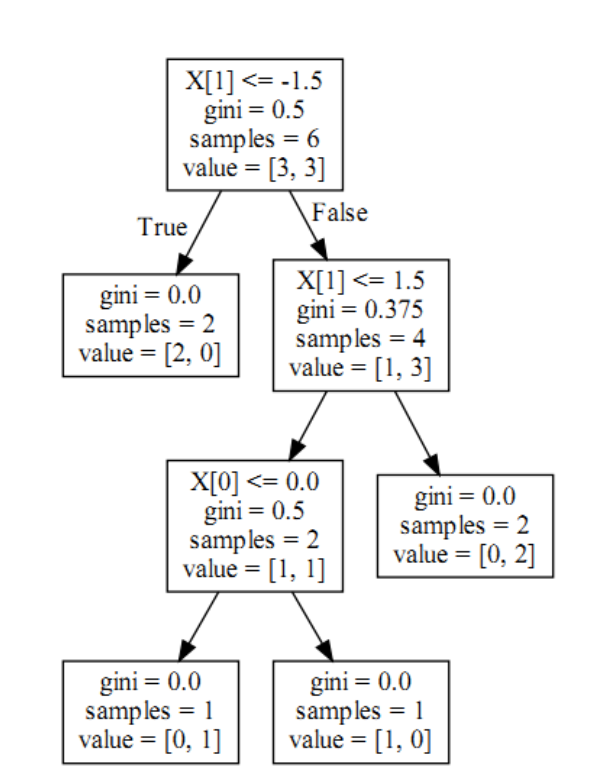 X[1] <= -1.5
gini = 0.5
samples = 6
value = [3, 3]
True
False
gini = 0.0
samples = 2
value = [2, 0]
X[1] <= 1.5
gini = 0.375
samples = 4
value = [1, 3]
X[0] <= 0.0
gini = 0.5
samples = 2
value = [1, 1]
gini = 0.0
samples = 2
value = [0, 2]
gini = 0.0
samples = 1
value = [0, 1]
gini = 0.0
samples = 1
value = [1, 0]